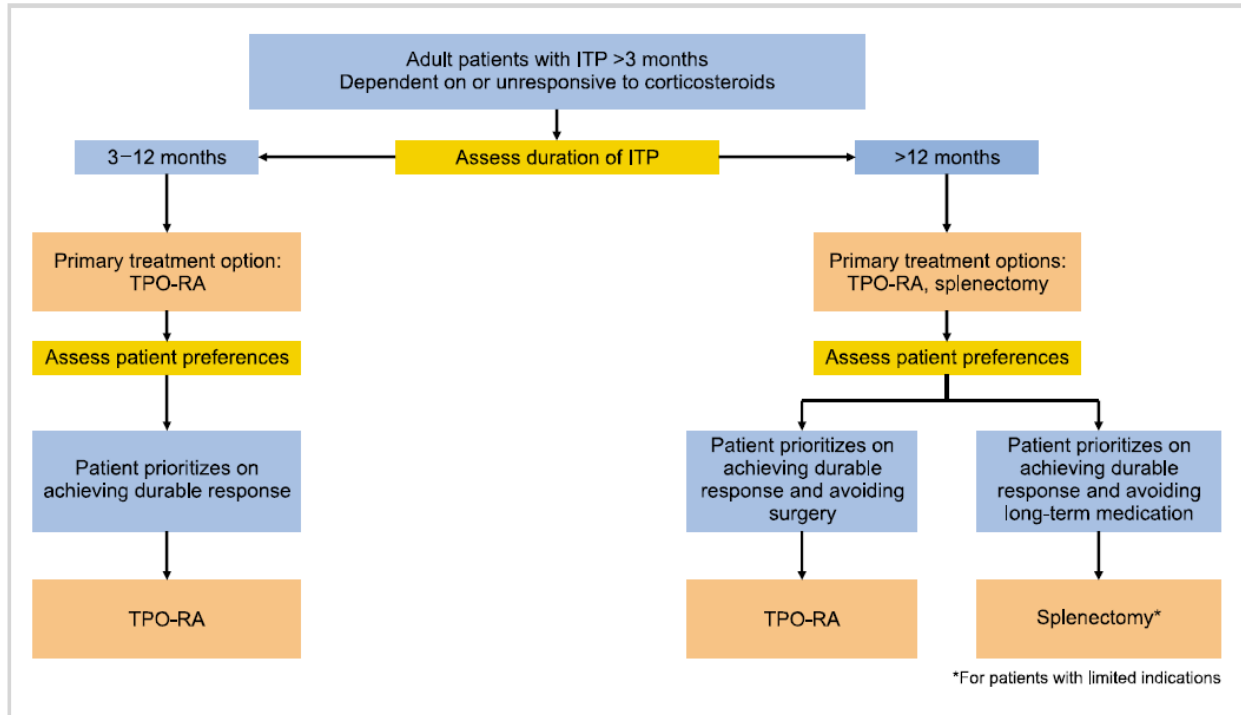 Adult patients with ITP >3 months
Dependent on or unresponsive to corticosteroids
3–12 months
Assess duration of ITP
>12 months
Primary treatment option:
TPO-RA
Primary treatment options:
TPO-RA, splenectomy
Assess patient preferences
Assess patient preferences
Patient prioritizes on
achieving durable response
Patient prioritizes on
achieving durable
response and avoiding
surgery
Patient prioritizes on
achieving durable
response and avoiding
long-term medication
TPO-RA
TPO-RA
Splenectomy*
*For patients with limited indications